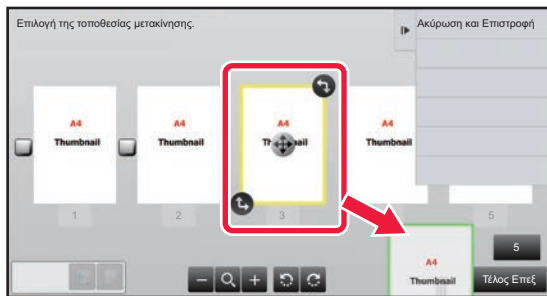 Επιλογή της τοποθεσίας μετακίνησης.
Ακύρωση και Επιστροφή
A4
Thumbnail
A4
Thumbnail
A4
A4
Thumbnail
1
2
3
5
5
A4
Thumbnail
Τέλος Επεξ